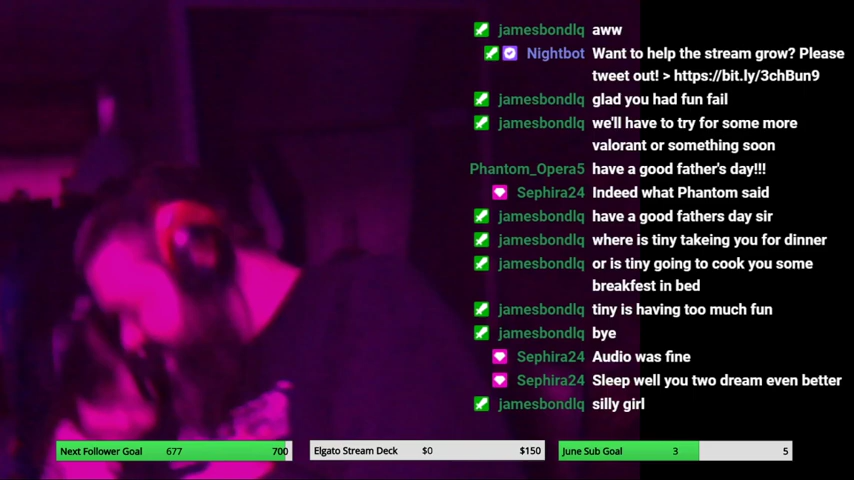 jamesbondlq aww
Nightbot Want to help the stream grow? Please
tweet out! > https://bit.ly/3chBun9
jamesbondlq glad you had fun fail
jamesbondlq we'll have to try for some more
valorant or something soon
Phantom_Opera5 have a good father's day!!!
Sephira24 Indeed what Phantom said
jamesbondlq have a good fathers day sir
jamesbondlq where is tiny takeing you for dinner
jamesbondlq or is tiny going to cook you some
breakfest in bed
jamesbondlq tiny is having too much fun
jamesbondlq bye
Sephira24 Audio was fine
Sephira24 Sleep well you two dream even better
jamesbondlq silly girl
Next Follower Goal 677 700 Elgato Stream Deck $0 $150 June Sub Goal 3 5